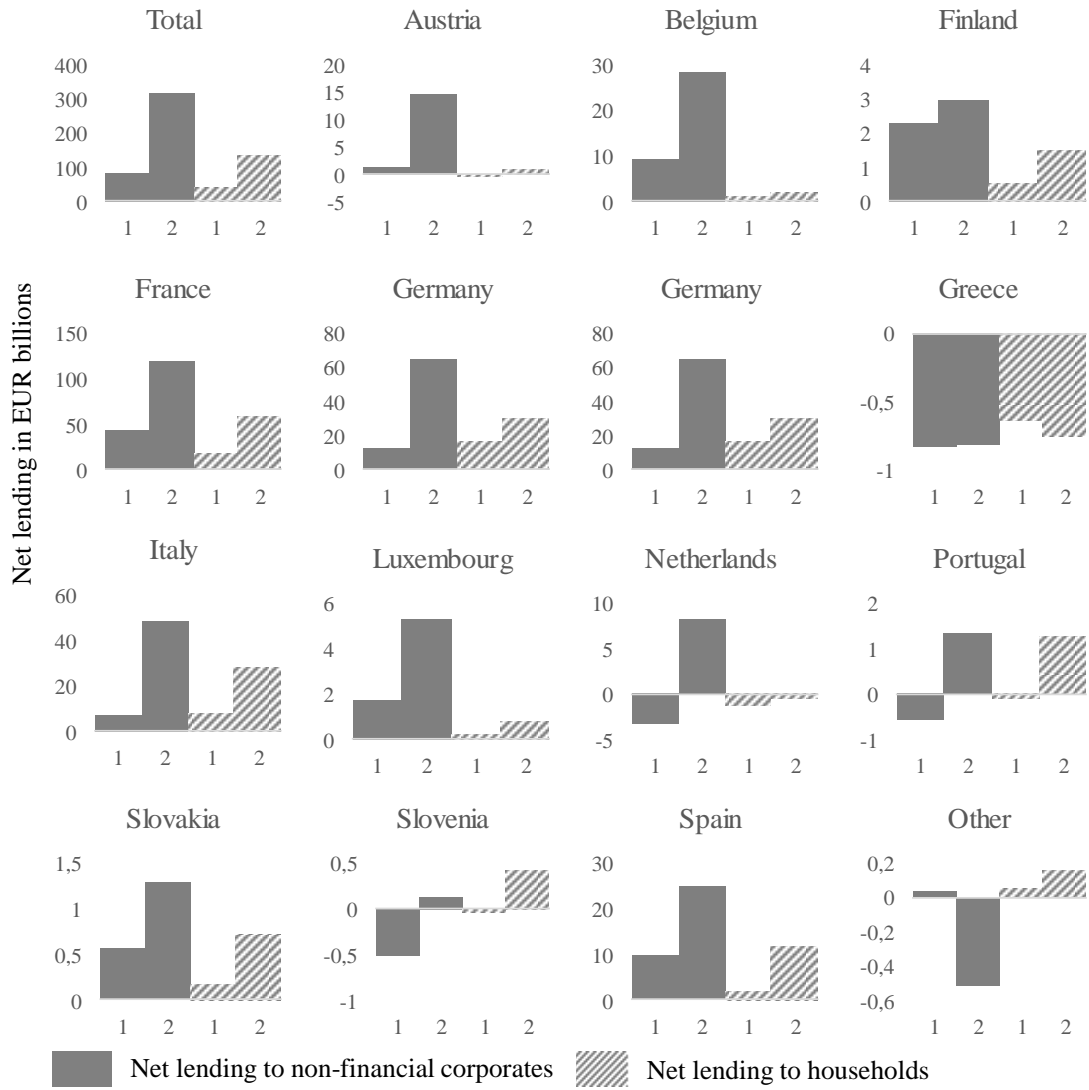 Total Austria Belgium Finland
400 20 30 4
300 15 20 3
200 10 10 2
100 5 0 1
0 0 0
-5
1 2 1 2 1 2 1 2 1 2 1 2 1 2 1 2
Net lending in EUR billions
France Germany Germany Greece
150 80 80 0
100 60 60 -0,5
50 40 40 -1
0 20 20
0 0
1 2 1 2 1 2 1 2 1 2 1 2 1 2 1 2
Italy Luxembourg Netherlands Portugal
60 6 10 2
40 4 5 1
20 2 0 0
0 0 -5 -1
1 2 1 2 1 2 1 2 1 2 1 2 1 2 1 2
Slovakia Slovenia Spain Other
1,5 0,5 30 0,2
1 0 20 0
0,5 -0,5 10 -0,2
0 -1 0 -0,4
-0,6
1 2 1 2 1 2 1 2 1 2 1 2 1 2 1 2
Net lending to non-financial corporates Net lending to households